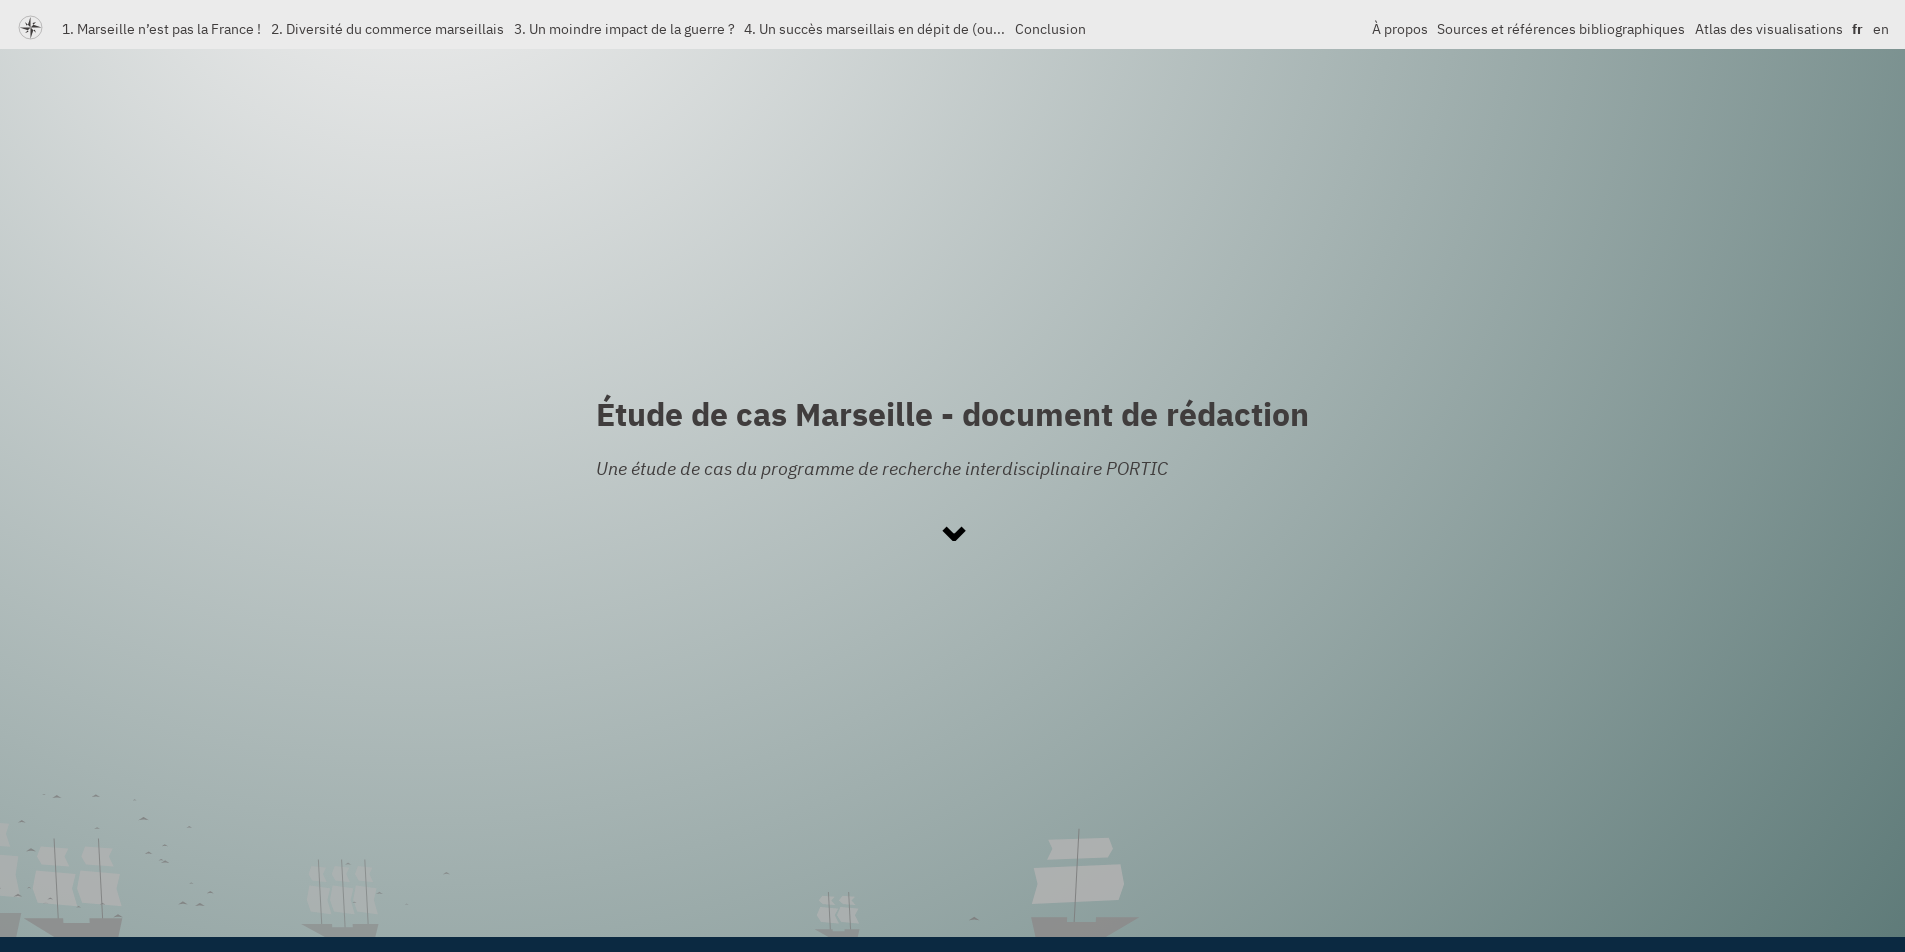 1. Marseille n’est pas la France ! 2. Diversité du commerce marseillais 3. Un moindre impact de la guerre ? 4. Un succès marseillais en dépit de (ou... Conclusion À propos Sources et références bibliographiques Atlas des visualisations fr en
Étude de cas Marseille - document de rédaction
Une étude de cas du programme de recherche interdisciplinaire PORTIC